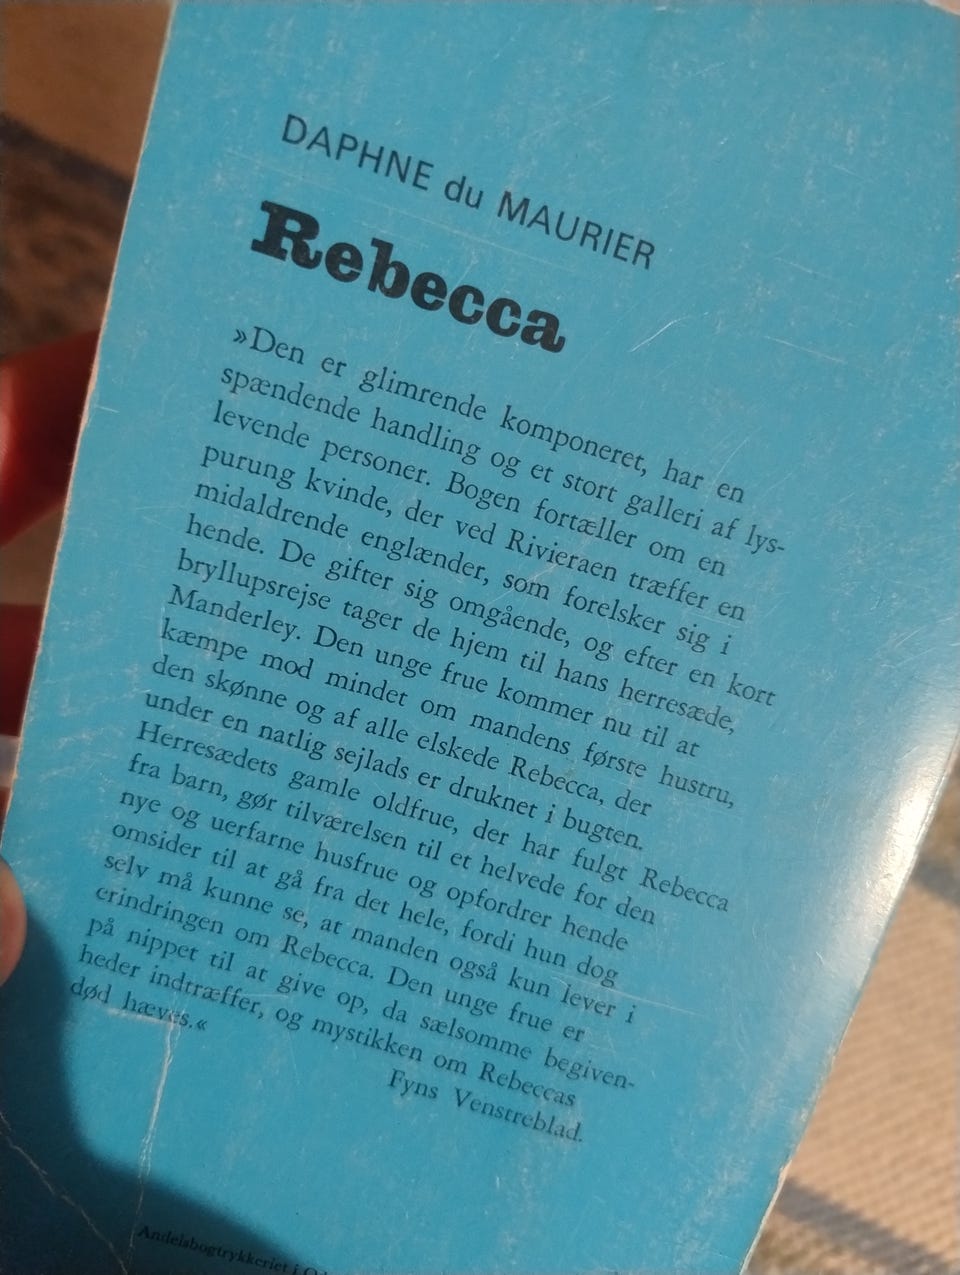 DAPHNE du MAURIER
Rebecca
»Den er glimrende komponeret, har en
spændende handling og et stort galleri af lys-
levende personer. Bogen fortæller om en
purung kvinde, der ved Rivieraen træffer en
midaldrende englænder, som forelsker sig i
hende. De gifter sig omgående, og efter en kort
bryllupsrejse tager de hjem til hans herresæde,
Manderley. Den unge frue kommer nu til at
kæmpe mod mindet om mandens første hustru,
den skønne og af alle elskede Rebecca, der
under en natlig sejlads er druknet i bugten.
Herresædets gamle oldfrue, der har fulgt Rebecca
fra barn, gør tilværelsen til et helvede for den
nye og uerfarne husfrue og opfordrer hende
omsider til at gå fra det hele, fordi hun dog
selv må kunne se, at manden også kun lever i
erindringen om Rebecca. Den unge frue er
på nippet til at give op, da sælsomme begiven-
heder indtræffer, og mystikken om Rebeccas
død hæves.«
Fyns Venstreblad.
Andelsbogtrykkeriet i